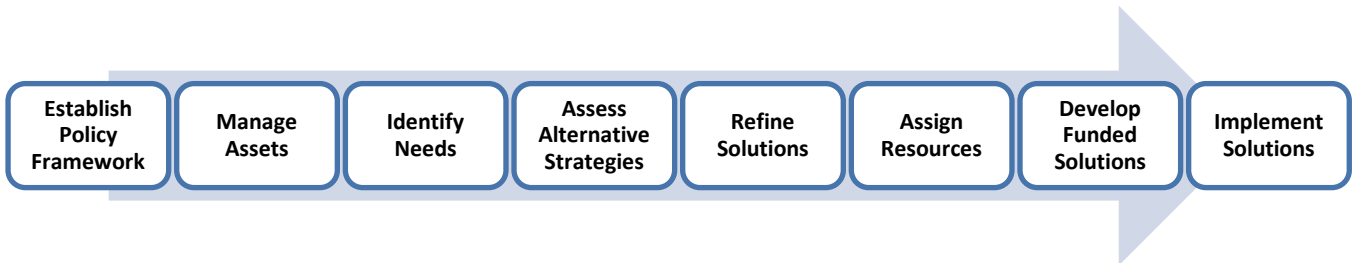 Establish
Policy
Framework
Manage
Assets
Identify
Needs
Assess
Alternative
Strategies
Refine
Solutions
Assign
Resources
Develop
Funded
Solutions
Implement
Solutions